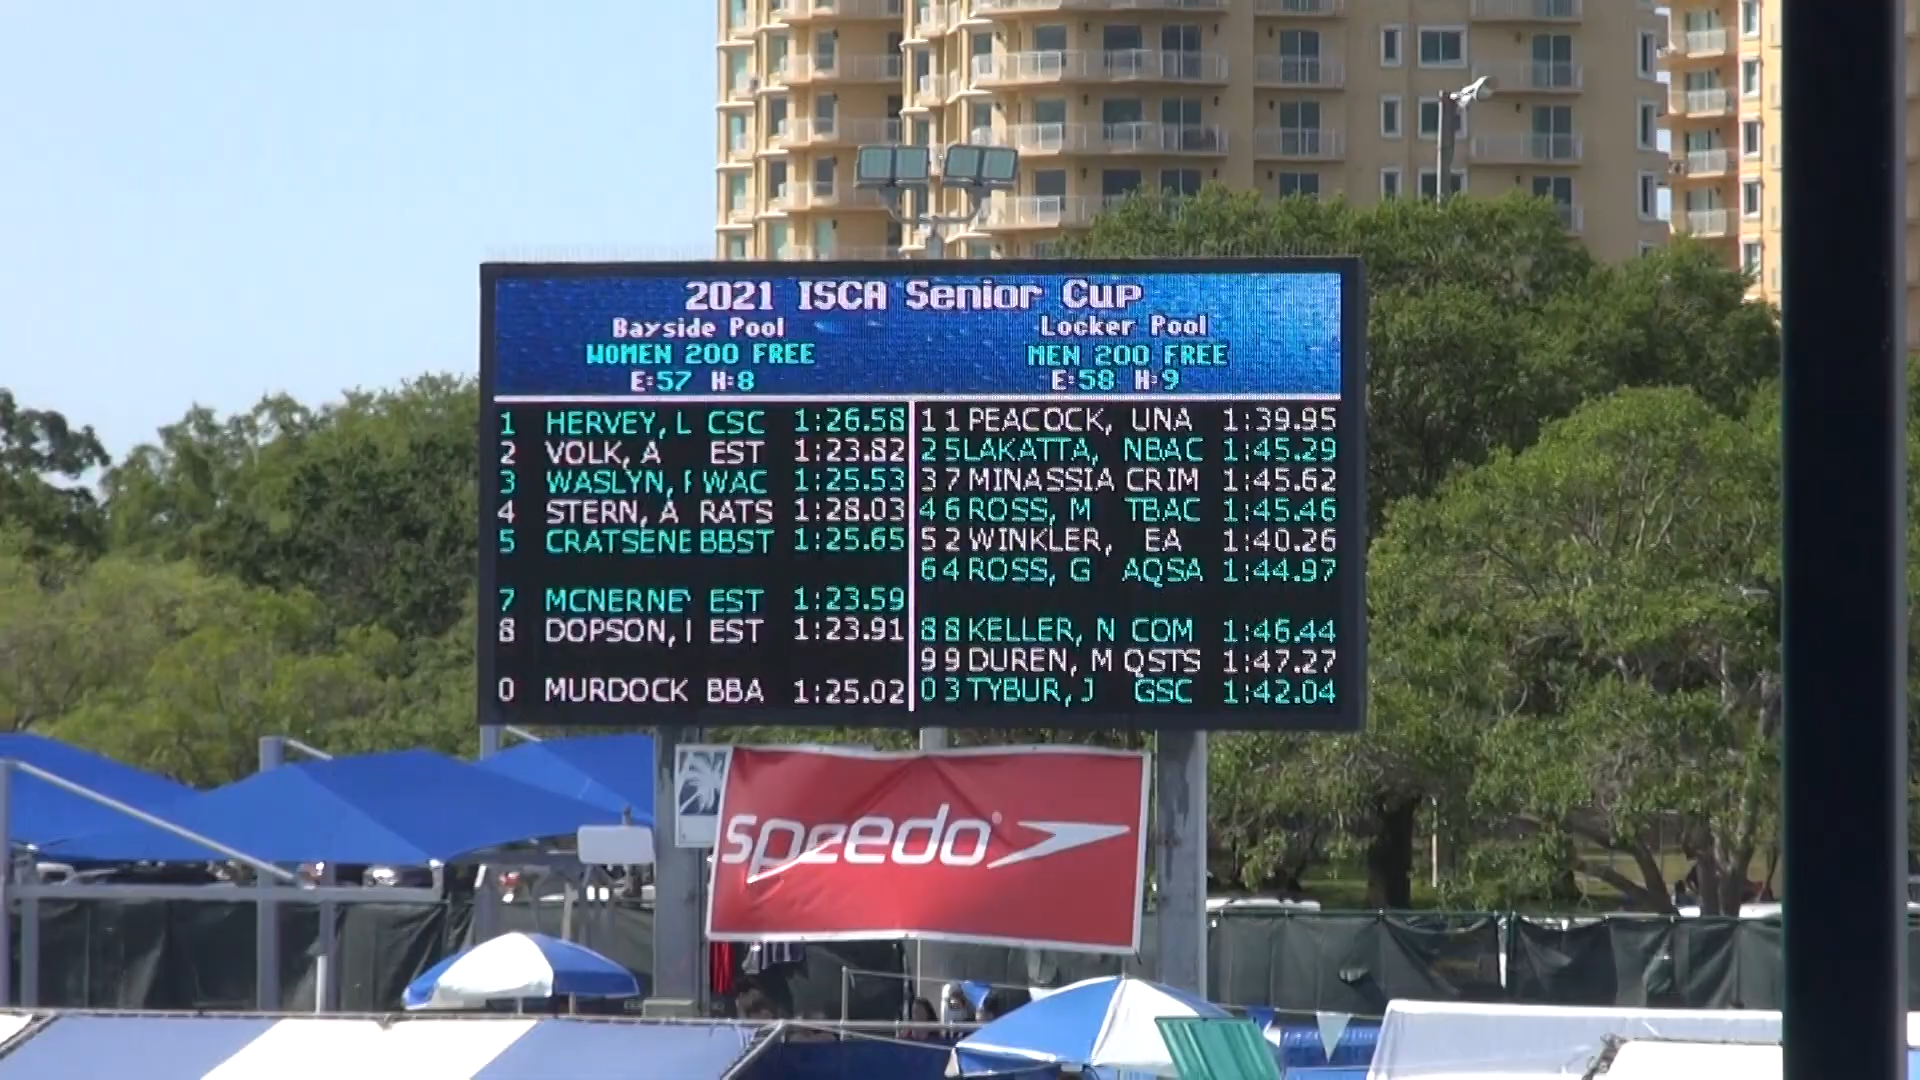 2021 ISCA Senior Cup
Bayside Pool
WOMEN 200 FREE
E:57 H:8
1 HERVEY, L CSC 1:26.58
2 VOLK, A EST 1:23.82
3 WASLYN, WAC 1:25.53
4 STERN, A RATS 1:28.03
5 CRATSENE BBST 1:25.65
7 MCNERNE EST 1:23.59
8 DOPSON, EST 1:23.91
0 MURDOCK BBA 1:25.02
Locker Pool
MEN 200 FREE
E:58 H:9
1 1 PEACOCK, UNA 1:39.95
2 5 LAKATTA, NBAC 1:45.29
3 7 MINASSIA CRIM 1:45.62
4 6 ROSS, M TBAC 1:45.46
5 2 WINKLER, EA 1:40.26
6 4 ROSS, G AQSA 1:44.97
8 8 KELLER, N COM 1:46.44
9 9 DUREN, M QSTS 1:47.27
0 3 TYBUR, J GSC 1:42.04
speedo